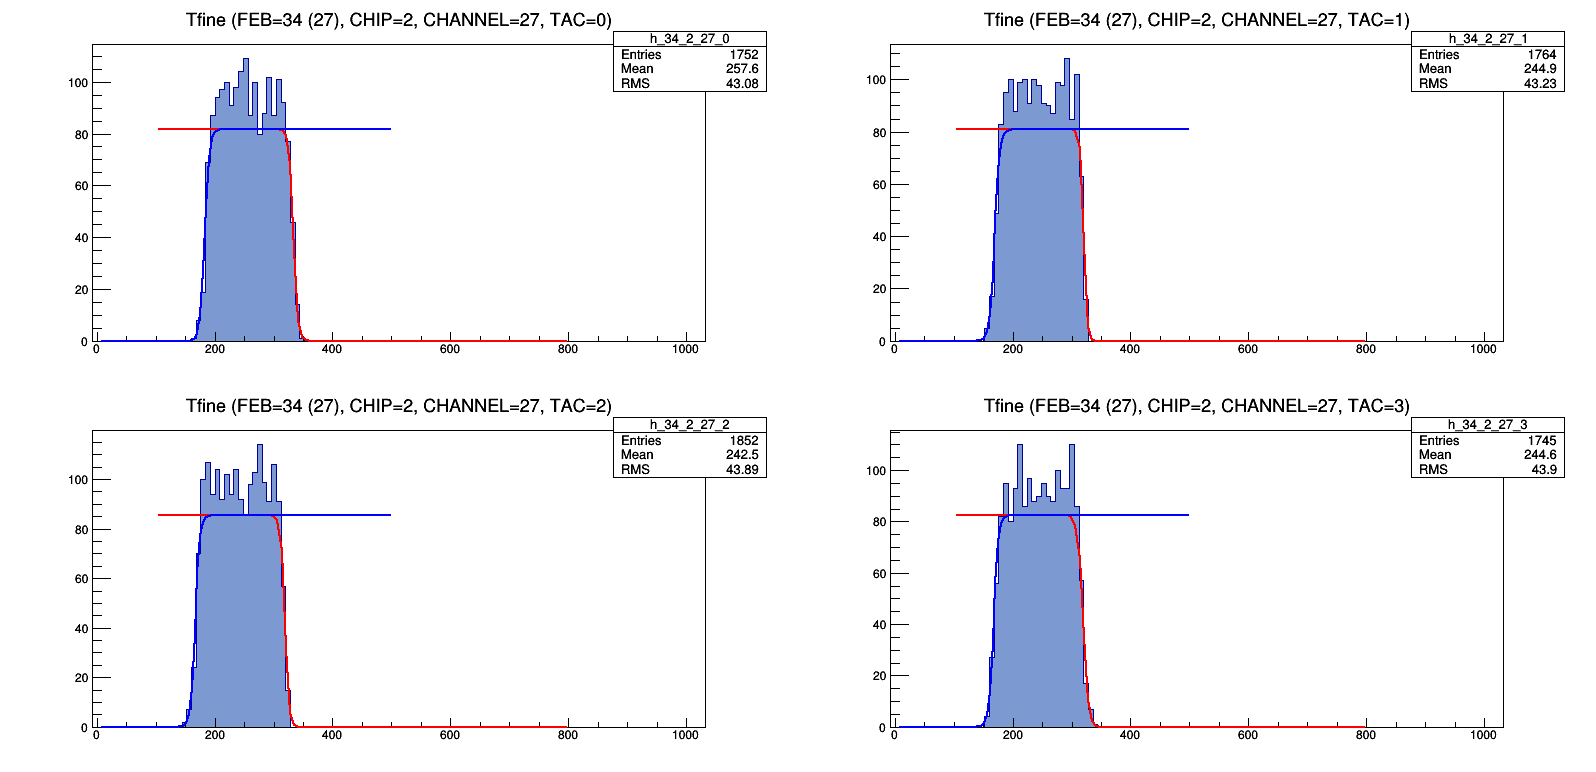 Tfine (FEB=34 (27), CHIP=2, CHANNEL=27, TAC=0)
h_34_2_27_0
Entries 1752
Mean 257.6
RMS 43.08
100
80
60
40
20
0
0 200 400 600 800 1000
Tfine (FEB=34 (27), CHIP=2, CHANNEL=27, TAC=1)
h_34_2_27_1
Entries 1764
Mean 244.9
RMS 43.23
100
80
60
40
20
0
0 200 400 600 800 1000
Tfine (FEB=34 (27), CHIP=2, CHANNEL=27, TAC=2)
h_34_2_27_2
Entries 1852
Mean 242.5
RMS 43.89
100
80
60
40
20
0
0 200 400 600 800 1000
Tfine (FEB=34 (27), CHIP=2, CHANNEL=27, TAC=3)
h_34_2_27_3
Entries 1745
Mean 244.6
RMS 43.9
100
80
60
40
20
0
0 200 400 600 800 1000